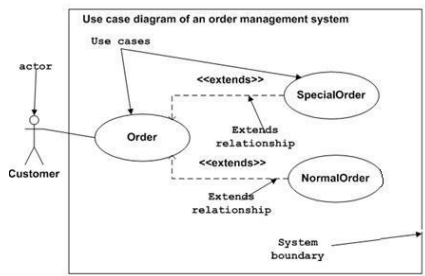 Use case diagram of an order management system
Use cases
actor
<<extends>>
SpecialOrder
Order
Extends
relationship
Customer
<<extends>>
NormalOrder
Extends
relationship
System
boundary